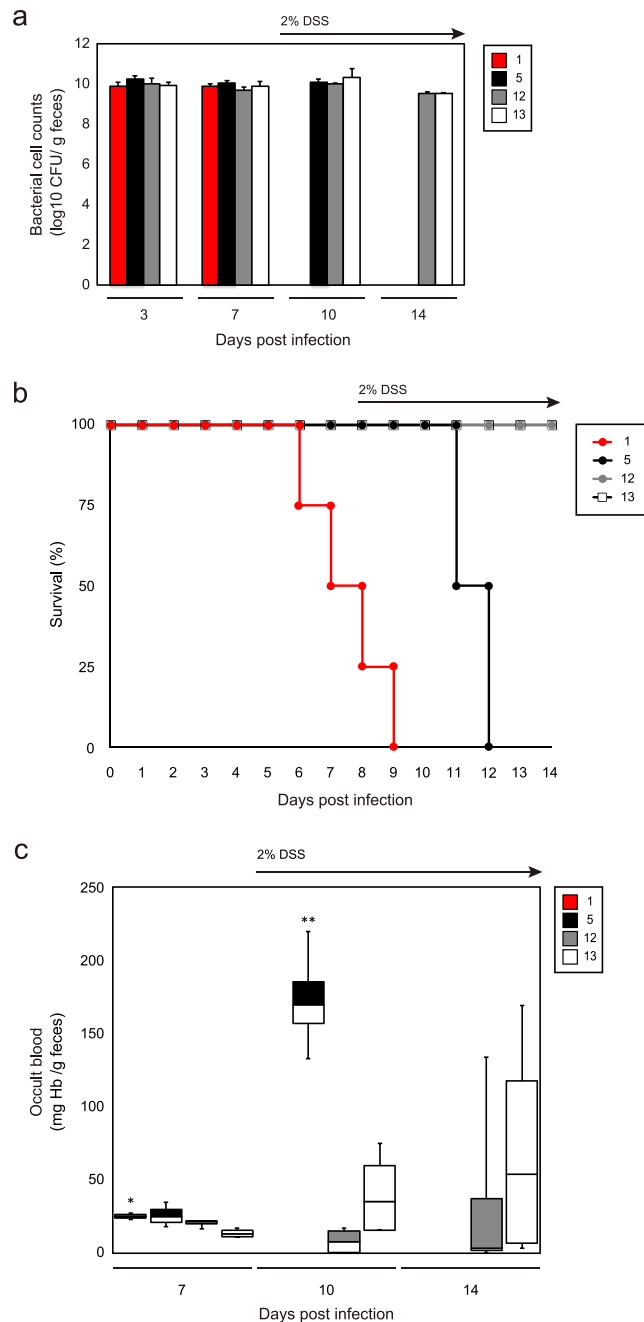 a
2% DSS
12
10
8
6
4
2
0
Bacterial cell counts
(log10 CFU/ g feces)
3
7
10
14
Days post infection
1
5
12
13
b
2% DSS
100
75
50
25
0
Survival (%)
0 1 2 3 4 5 6 7 8 9 10 11 12 13 14
Days post infection
1
5
12
13
c
2% DSS
250
200
150
100
50
0
Occult blood
(mg Hb /g feces)
*
**
7
10
14
Days post infection
1
5
12
13